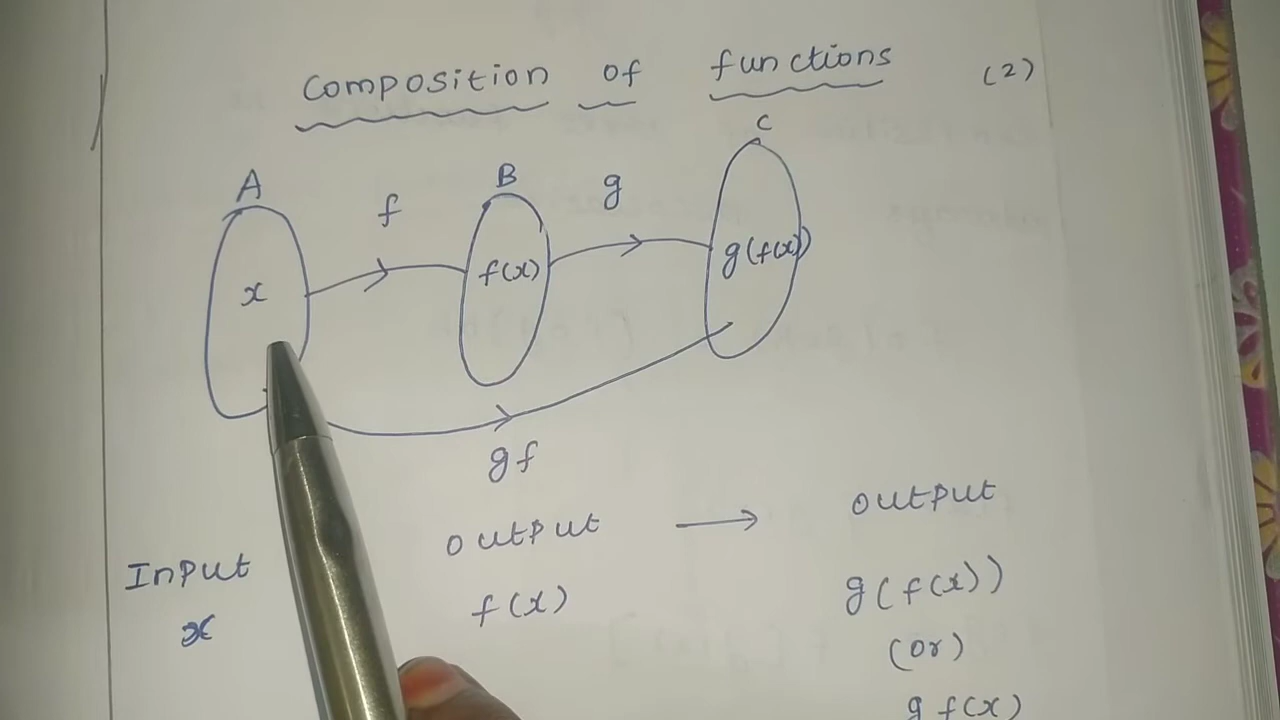 Composition of functions (2)
A f B g C
x f(x) g(f(x))
gf
Input output → output
x f(x) g(f(x))
(or)
g f(x)